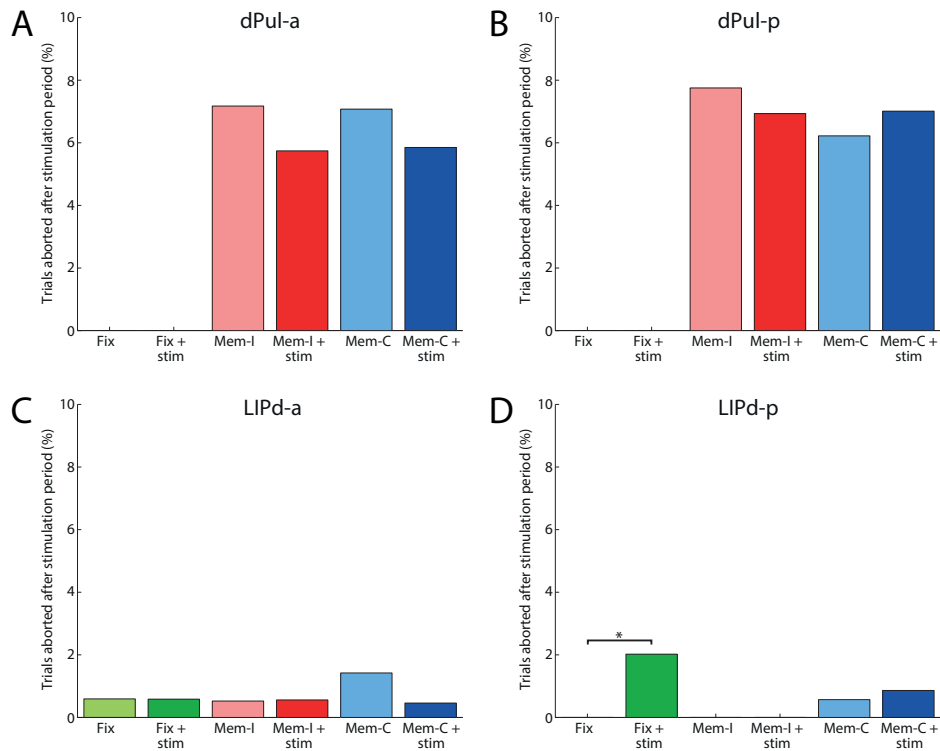 A
dPul-a
Trials aborted after stimulation period (%)
10
8
6
4
2
0
Fix
Fix +
stim
Mem-I
Mem-I +
stim
Mem-C
Mem-C +
stim
B
dPul-p
Trials aborted after stimulation period (%)
10
8
6
4
2
0
Fix
Fix +
stim
Mem-I
Mem-I +
stim
Mem-C
Mem-C +
stim
C
LIPd-a
Trials aborted after stimulation period (%)
10
8
6
4
2
0
Fix
Fix +
stim
Mem-I
Mem-I +
stim
Mem-C
Mem-C +
stim
D
LIPd-p
Trials aborted after stimulation period (%)
10
8
6
4
2
0
*
Fix
Fix +
stim
Mem-I
Mem-I +
stim
Mem-C
Mem-C +
stim